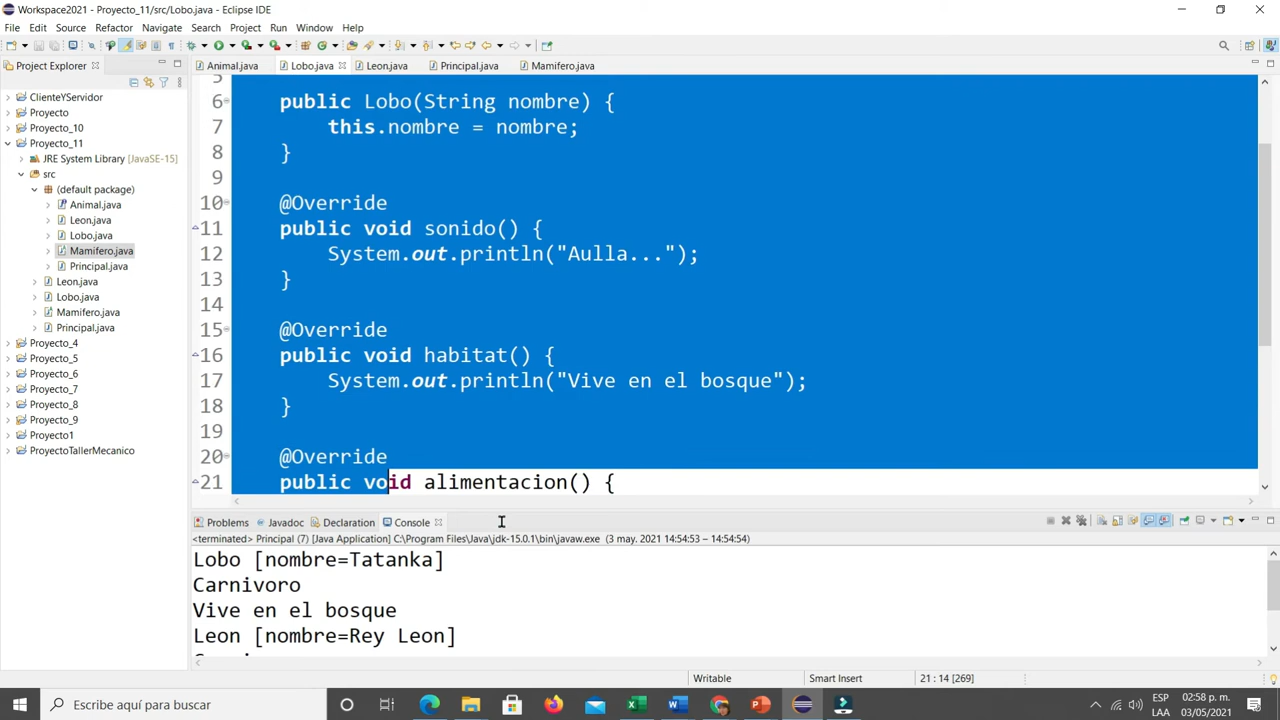 Workspace2021 - Proyecto_11/src/Lobo.java - Eclipse IDE
File Edit Source Refactor Navigate Search Project Run Window Help
Project Explorer
Animal.java Lobo.java Leon.java Principal.java Mamifero.java
ClienteYServidor
Proyecto
Proyecto_10
Proyecto_11
JRE System Library [JavaSE-15]
src
(default package)
Animal.java
Leon.java
Lobo.java
Mamifero.java
Principal.java
Leon.java
Lobo.java
Mamifero.java
Principal.java
Proyecto_4
Proyecto_5
Proyecto_6
Proyecto_7
Proyecto_8
Proyecto_9
Proyecto1
ProyectoTallerMecanico
5
6 public Lobo(String nombre) {
7 this.nombre = nombre;
8 }
9
10 @Override
11 public void sonido() {
12 System.out.println("Aulla...");
13 }
14
15 @Override
16 public void habitat() {
17 System.out.println("Vive en el bosque");
18 }
19
20 @Override
21 public void alimentacion() {
Problems Javadoc Declaration Console
<terminated> Principal (7) [Java Application] C:\Program Files\Java\jdk-15.0.1\bin\javaw.exe (3 may. 2021 14:54:53 – 14:54:54)
Lobo [nombre=Tatanka]
Carnivoro
Vive en el bosque
Leon [nombre=Rey Leon]
Writable Smart Insert 21 : 14 [269]
Escribe aquí para buscar
ESP
LAA
02:58 p. m.
03/05/2021